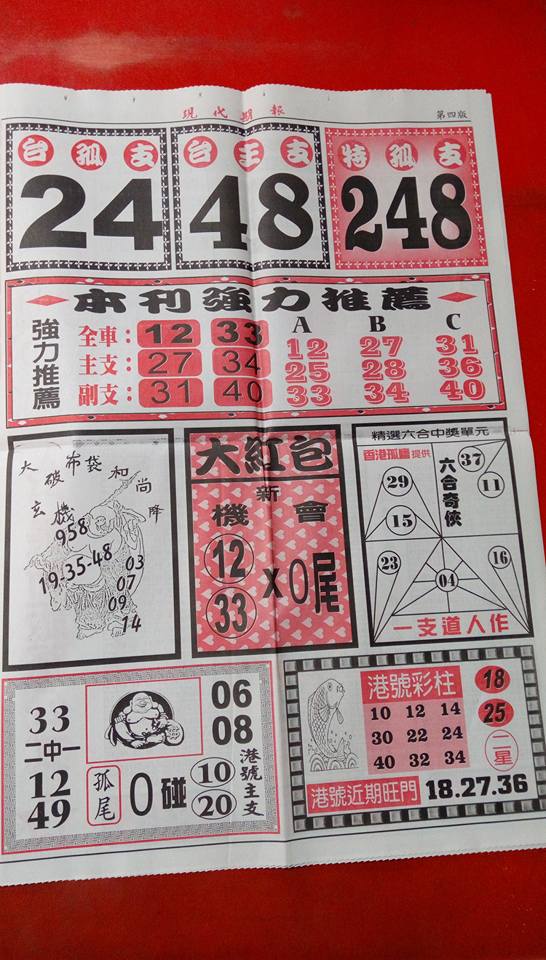 現代期報
第四版
台孤支
24
台王支
48
特孤支
248
本刊強力推薦
強力推薦
全車：12 33
主支：27 34
副支：31 40
A B C
12 27 31
25 28 36
33 34 40
大破布袋和尚降
玄機
958
19-35-48
03
07
09
14
大紅包
新機會
12
33
X0尾
精選六合中獎單元
香港孤鷹提供
六合奇俠
37
11
29
15
23
16
04
一支道人作
33
二中一
12
49
孤尾
0碰
06
08
10
20
港號主支
港號彩柱
10 12 14
30 22 24
40 32 34
18
25
二星
港號近期旺門 18.27.36